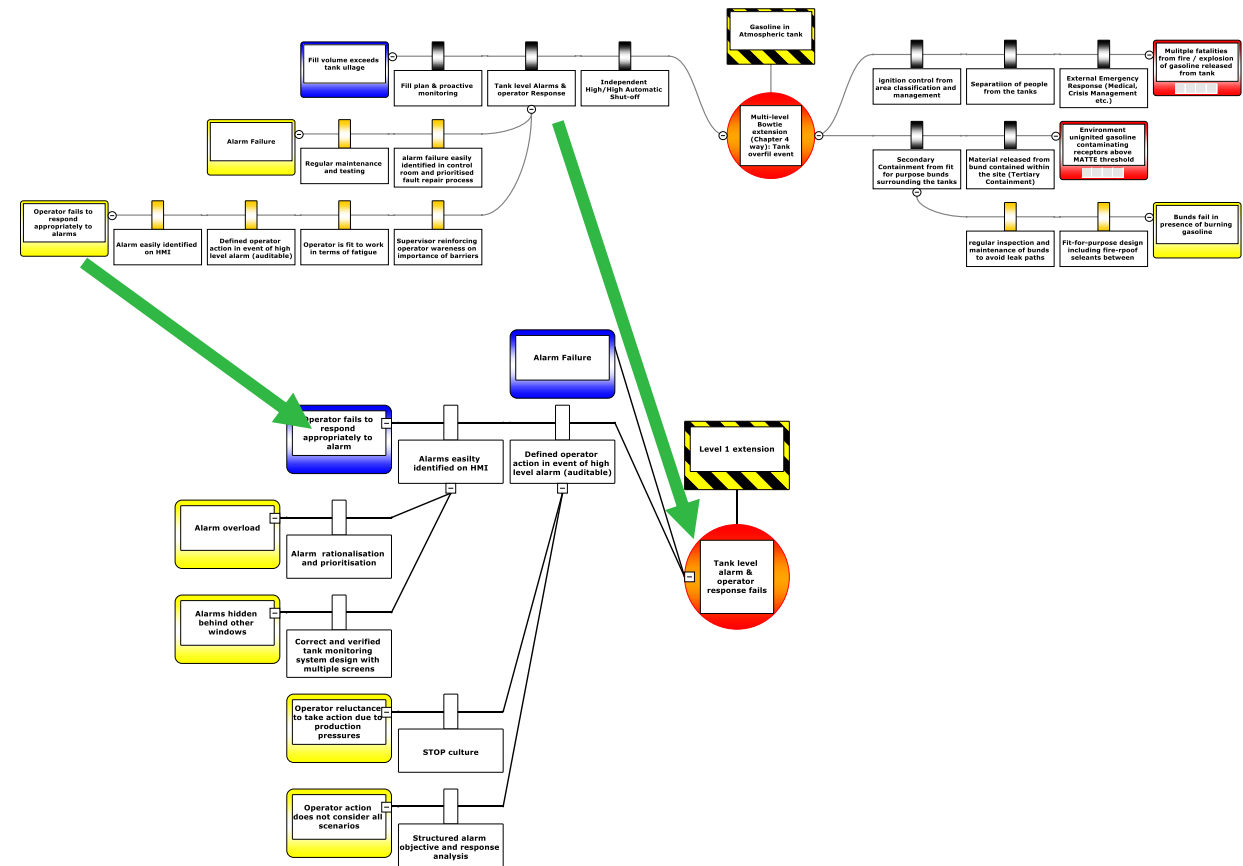 Gasoline in
Atmospheric tank
Fill volume exceeds
tank ullage
Fill plan & proactive
monitoring
Tank level Alarms &
operator Response
Independent
High/High Automatic
Shut-off
Multi-level
Bowtie
extension
(Chapter 4
way): Tank
overfil event
ignition control from
area classification and
management
Separatiion of people
from the tanks
External Emergency
Response (Medical,
Crisis Management
etc.)
Mulitple fatalities
from fire / explosion
of gasoline released
from tank
Alarm Failure
Regular maintenance
and testing
alarm failure easily
identified in control
room and prioritised
fault repair process
Secondary
Containment from fit
for purpose bunds
surrounding the tanks
Material released from
bund contained within
the site (Tertiary
Containment)
Environment
unignited gasoline
contaminating
receptors above
MATTE threshold
Operator fails to
respond
appropriately to
alarms
Alarm easily identified
on HMI
Defined operator
action in event of high
level alarm (auditable)
Operator is fit to work
in terms of fatigue
Supervisor reinforcing
operator wareness on
importance of barriers
regular inspection and
maintenance of bunds
to avoid leak paths
Fit-for-purpose design
including fire-rpoof
seleants between
Bunds fail in
presence of burning
gasoline
Alarm Failure
Operator fails to
respond
appropriately to
alarm
Alarms easilty
identified on HMI
Defined operator
action in event of high
level alarm (auditable)
Level 1 extension
Tank level
alarm &
operator
response fails
Alarm overload
Alarm rationalisation
and prioritisation
Alarms hidden
behind other
windows
Correct and verified
tank monitoring
system design with
multiple screens
Operator reluctance
to take action due to
production
pressures
STOP culture
Operator action
does not consider all
scenarios
Structured alarm
objective and response
analysis